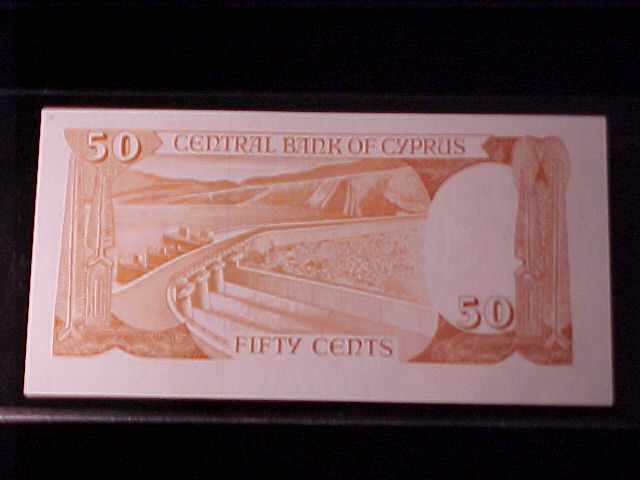 50 CENTRAL BANK OF CYPRUS
50
FIFTY CENTS